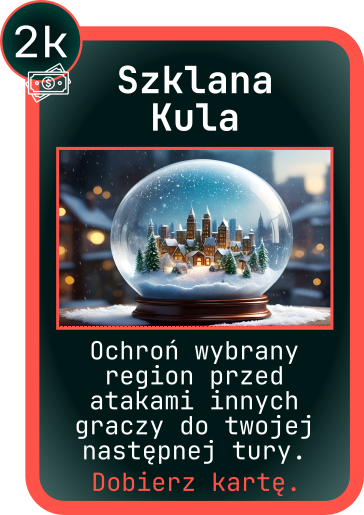 2k
Szklana
Kula
Ochroń wybrany
region przed
atakami innych
graczy do twojej
następnej tury.
Dobierz kartę.